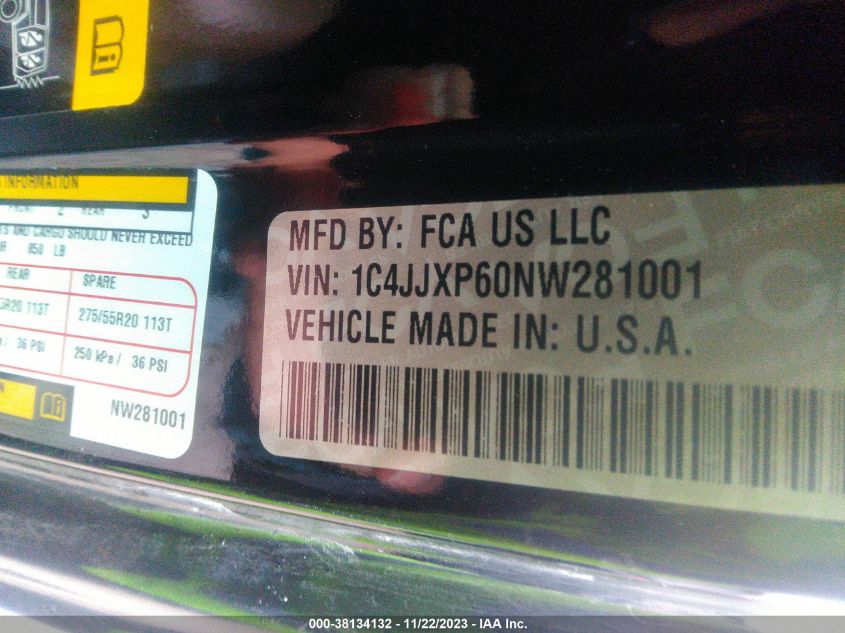 INFORMATION
FRONT 2 REAR 3
AND CARGO SHOULD NEVER EXCEED
850 LB
REAR SPARE
R20 113T 275/55R20 113T
/ 36 PSI 250 kPa / 36 PSI
NW281001
MFD BY: FCA US LLC
VIN: 1C4JJXP60NW281001
VEHICLE MADE IN: U.S.A.
000-38134132 - 11/22/2023 - IAA Inc.